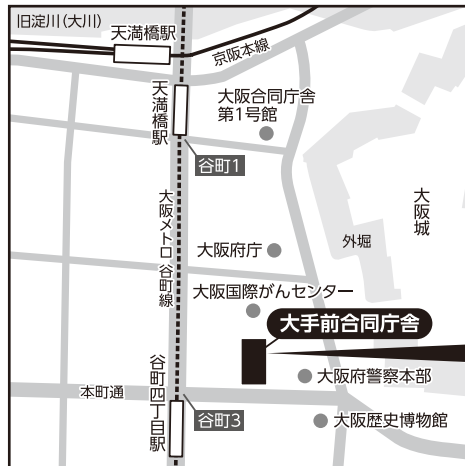 旧淀川（大川）
天満橋駅
京阪本線
天満橋駅
大阪合同庁舎
第1号館
谷町1
大阪メトロ 谷町線
大阪城
外堀
大阪府庁
大阪国際がんセンター
大手前合同庁舎
大阪府警察本部
谷町四丁目駅
本町通
谷町3
大阪歴史博物館